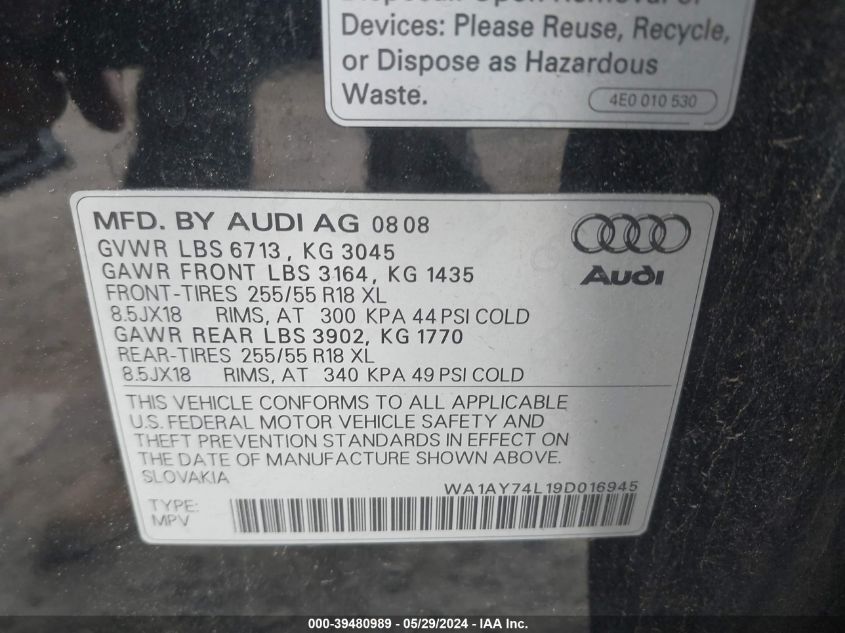 Devices: Please Reuse, Recycle,
or Dispose as Hazardous
Waste.
4E0 010 530
MFD. BY AUDI AG 08 08
GVWR LBS 6713, KG 3045
GAWR FRONT LBS 3164, KG 1435
FRONT-TIRES 255/55 R18 XL
8.5JX18 RIMS, AT 300 KPA 44 PSI COLD
GAWR REAR LBS 3902, KG 1770
REAR-TIRES 255/55 R18 XL
8.5JX18 RIMS, AT 340 KPA 49 PSI COLD
Audi
THIS VEHICLE CONFORMS TO ALL APPLICABLE
U.S. FEDERAL MOTOR VEHICLE SAFETY AND
THEFT PREVENTION STANDARDS IN EFFECT ON
THE DATE OF MANUFACTURE SHOWN ABOVE.
SLOVAKIA
WA1AY74L19D016945
TYPE:
MPV
000-39480989 - 05/29/2024 - IAA Inc.